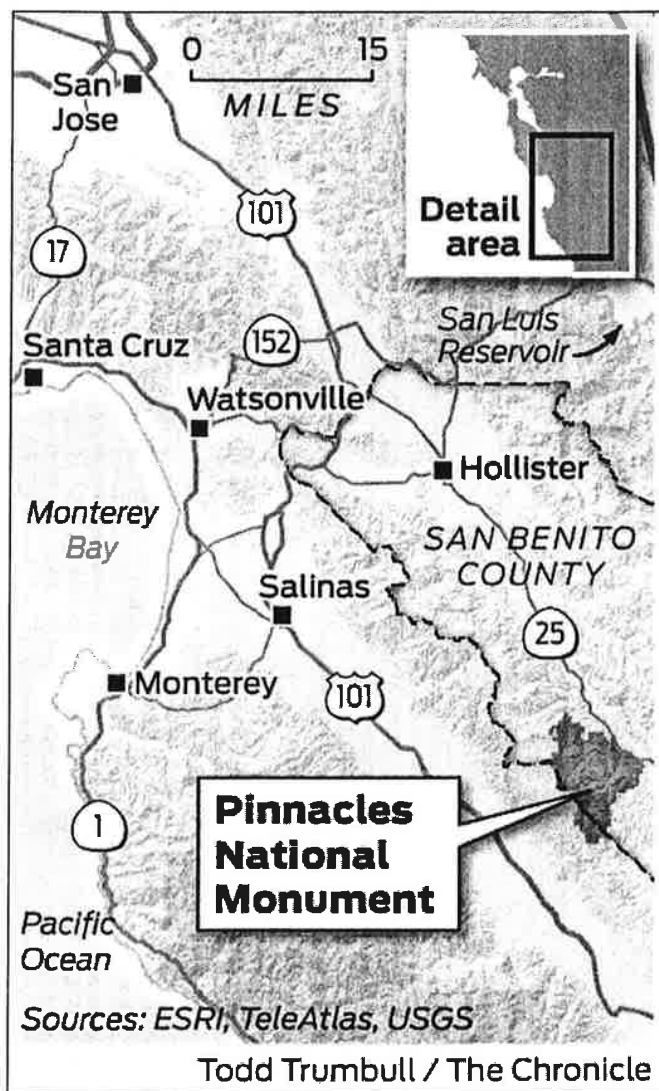 0 15
MILES
San
Jose
101
Detail
area
17
152
San Luis
Reservoir
Santa Cruz
Watsonville
Hollister
Monterey
Bay
SAN BENITO
COUNTY
Salinas
25
Monterey
101
1
Pinnacles
National
Monument
Pacific
Ocean
Sources: ESRI, TeleAtlas, USGS
Todd Trumbull / The Chronicle